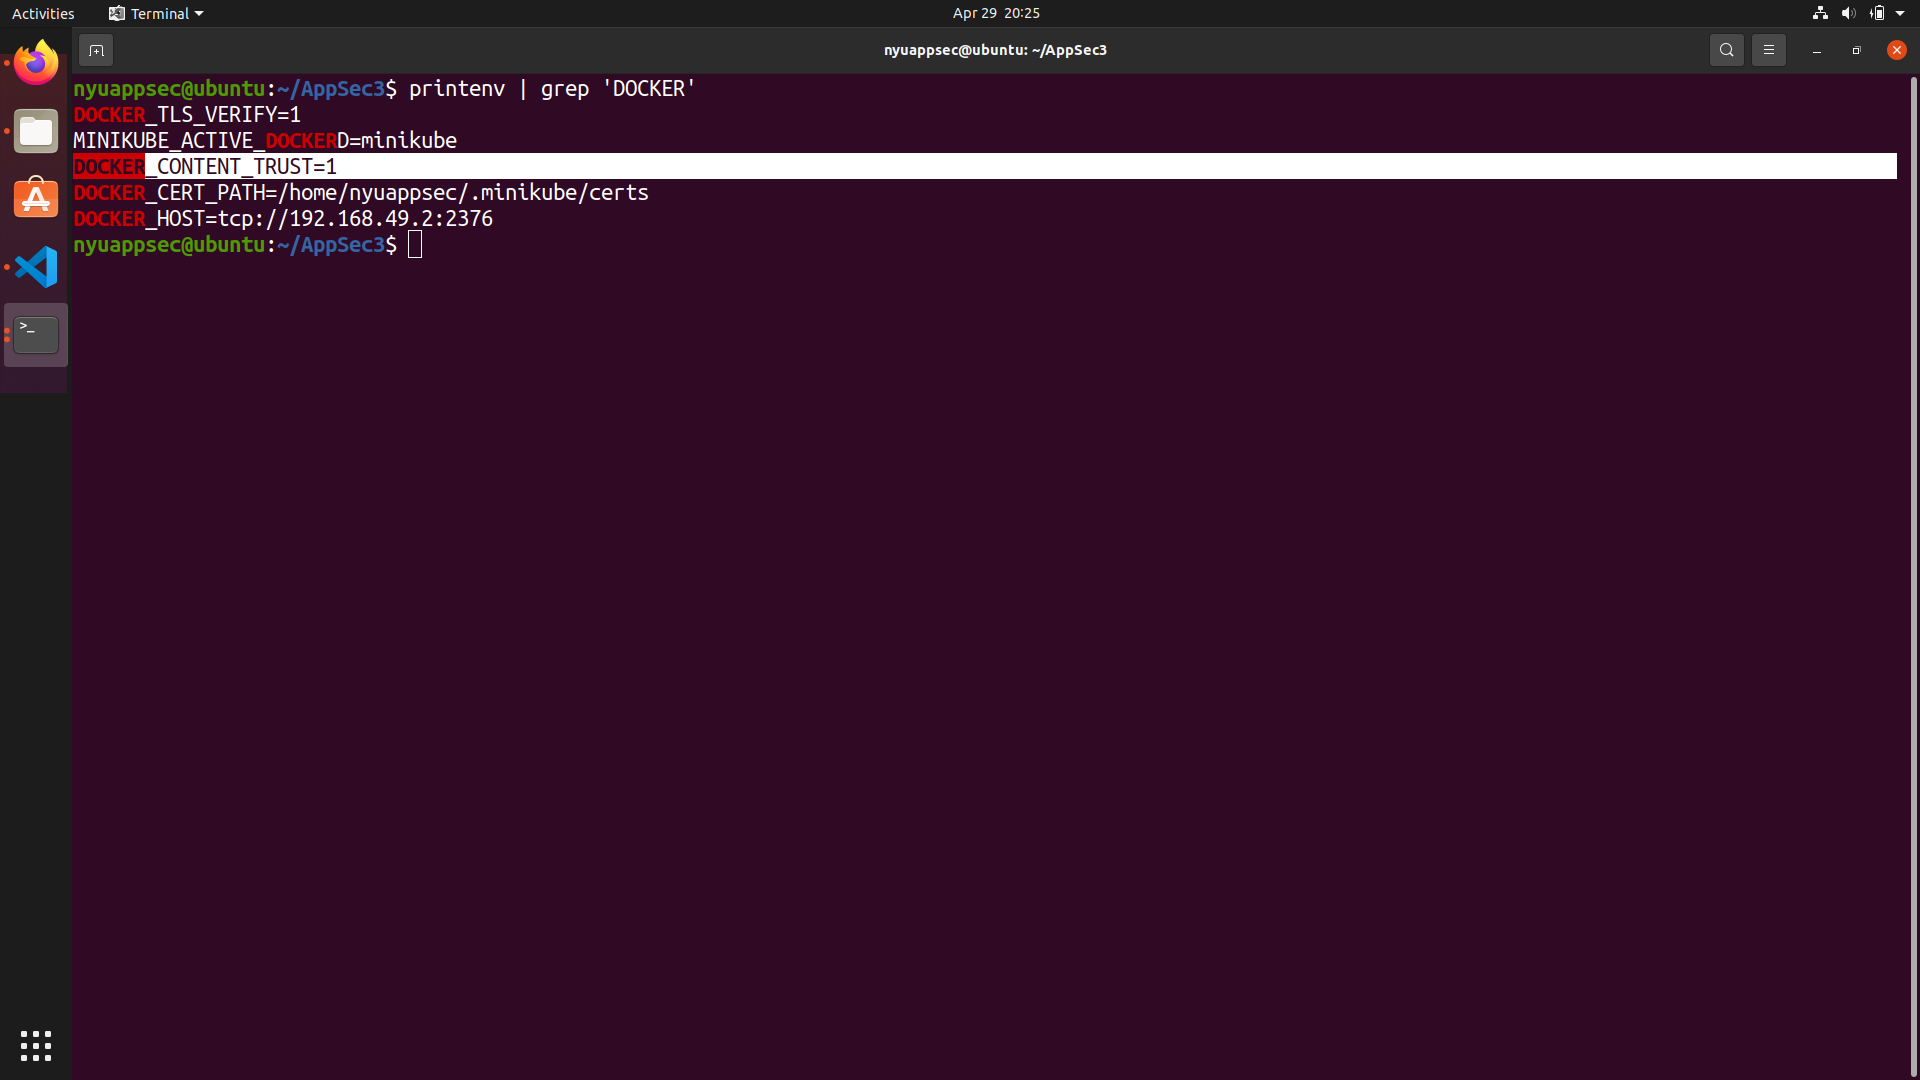 Activities
Terminal
Apr 29 20:25
nyuappsec@ubuntu: ~/AppSec3
nyuappsec@ubuntu:~/AppSec3$ printenv | grep 'DOCKER'
DOCKER_TLS_VERIFY=1
MINIKUBE_ACTIVE_DOCKERD=minikube
DOCKER_CONTENT_TRUST=1
DOCKER_CERT_PATH=/home/nyuappsec/.minikube/certs
DOCKER_HOST=tcp://192.168.49.2:2376
nyuappsec@ubuntu:~/AppSec3$